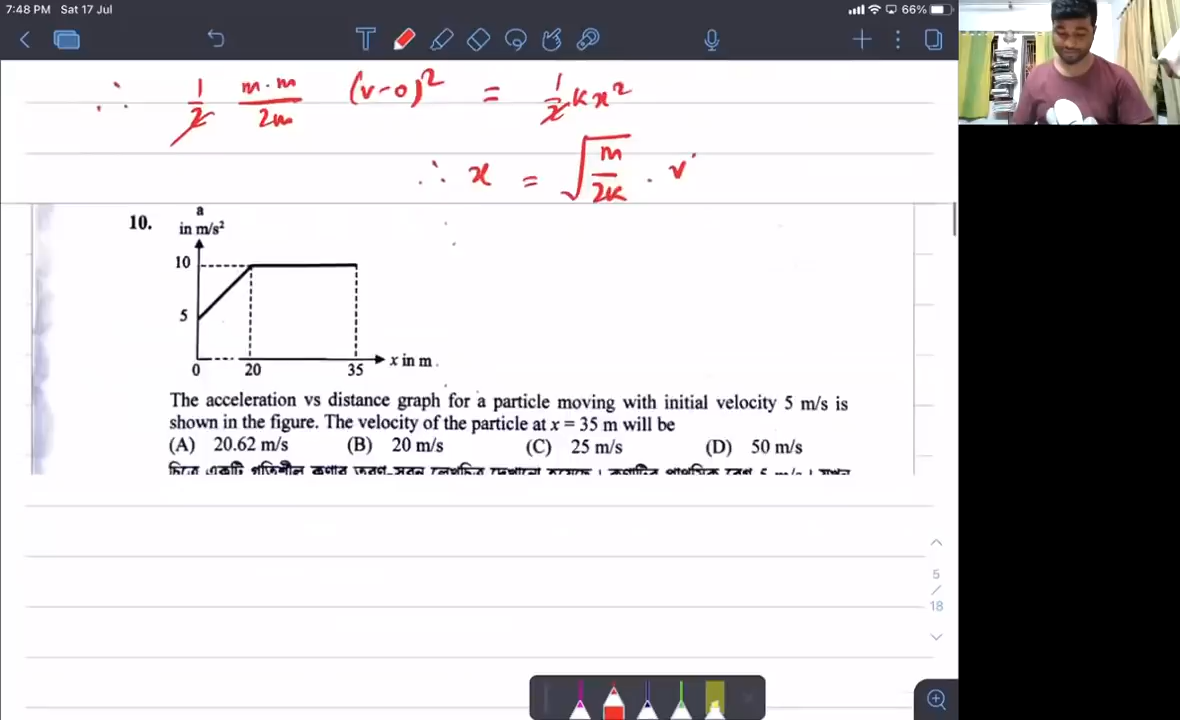 7:48 PM Sat 17 Jul
66%
∴ 1/2 m·m/2m (v-0)² = 1/2 kx²
∴ x = √(m/2k) · v
10.
a
in m/s²
10
5
0 20 35 x in m
The acceleration vs distance graph for a particle moving with initial velocity 5 m/s is
shown in the figure. The velocity of the particle at x = 35 m will be
(A) 20.62 m/s (B) 20 m/s (C) 25 m/s (D) 50 m/s
5
/
18